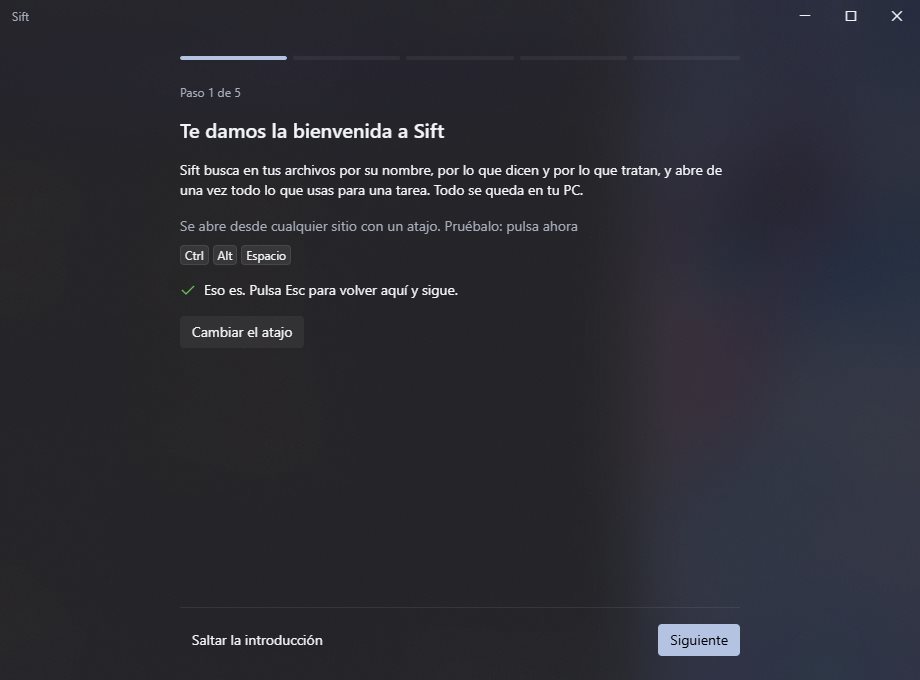 Sift
Paso 1 de 5
Te damos la bienvenida a Sift
Sift busca en tus archivos por su nombre, por lo que dicen y por lo que tratan, y abre de
una vez todo lo que usas para una tarea. Todo se queda en tu PC.
Se abre desde cualquier sitio con un atajo. Pruébalo: pulsa ahora
Ctrl Alt Espacio
Eso es. Pulsa Esc para volver aquí y sigue.
Cambiar el atajo
Saltar la introducción
Siguiente